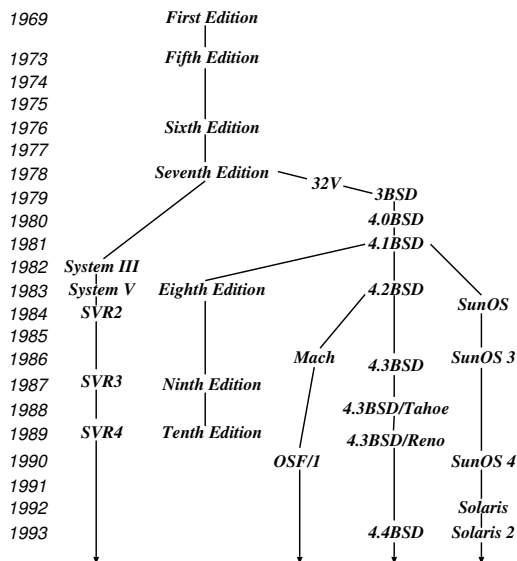 1969 First Edition
1973 Fifth Edition
1974
1975
1976 Sixth Edition
1977
1978 Seventh Edition 32V
1979 3BSD
1980 4.0BSD
1981 4.1BSD
1982 System III
1983 System V Eighth Edition 4.2BSD
1984 SVR2 SunOS
1985
1986 Mach 4.3BSD SunOS 3
1987 SVR3 Ninth Edition
1988 4.3BSD/Tahoe
1989 SVR4 Tenth Edition 4.3BSD/Reno
1990 OSF/1 SunOS 4
1991
1992 Solaris
1993 4.4BSD Solaris 2